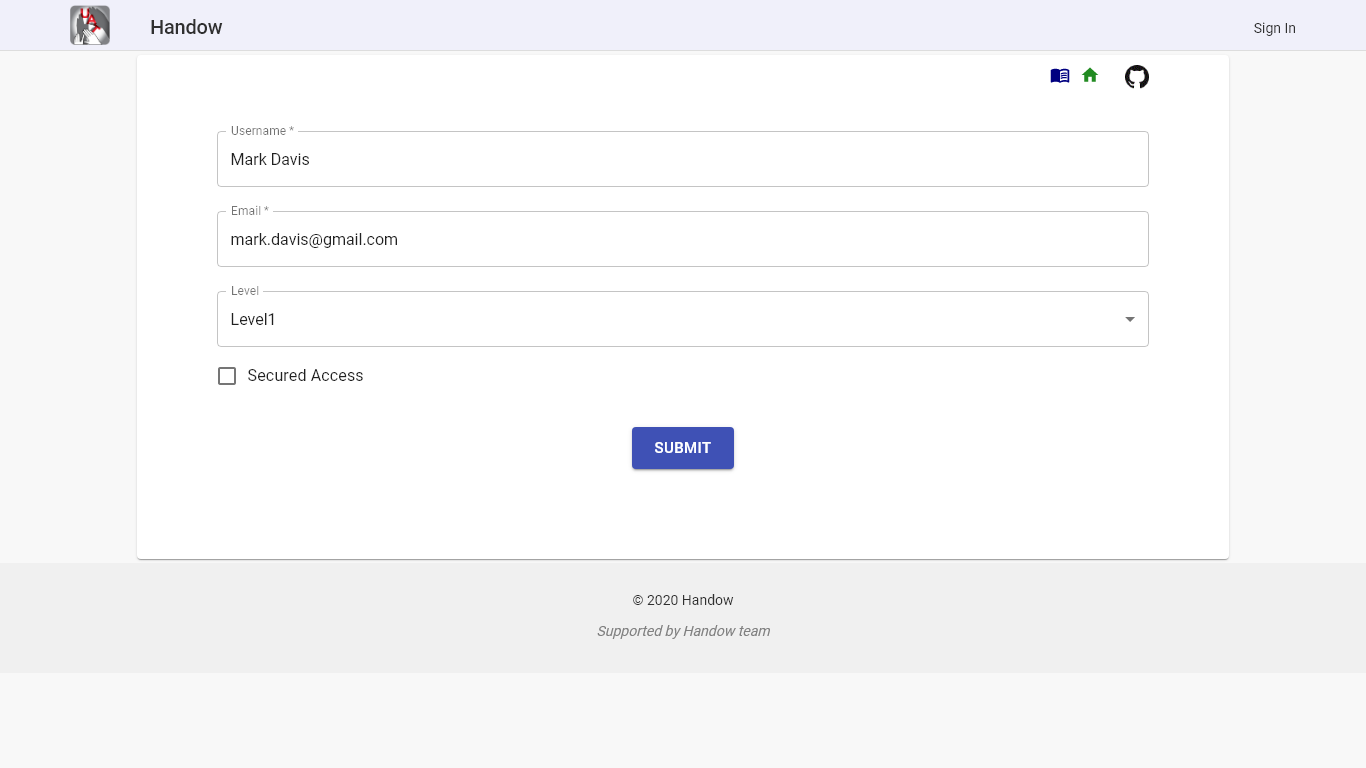 Handow
Sign In
Username *
Mark Davis
Email *
mark.davis@gmail.com
Level
Level1
Secured Access
SUBMIT
© 2020 Handow
Supported by Handow team